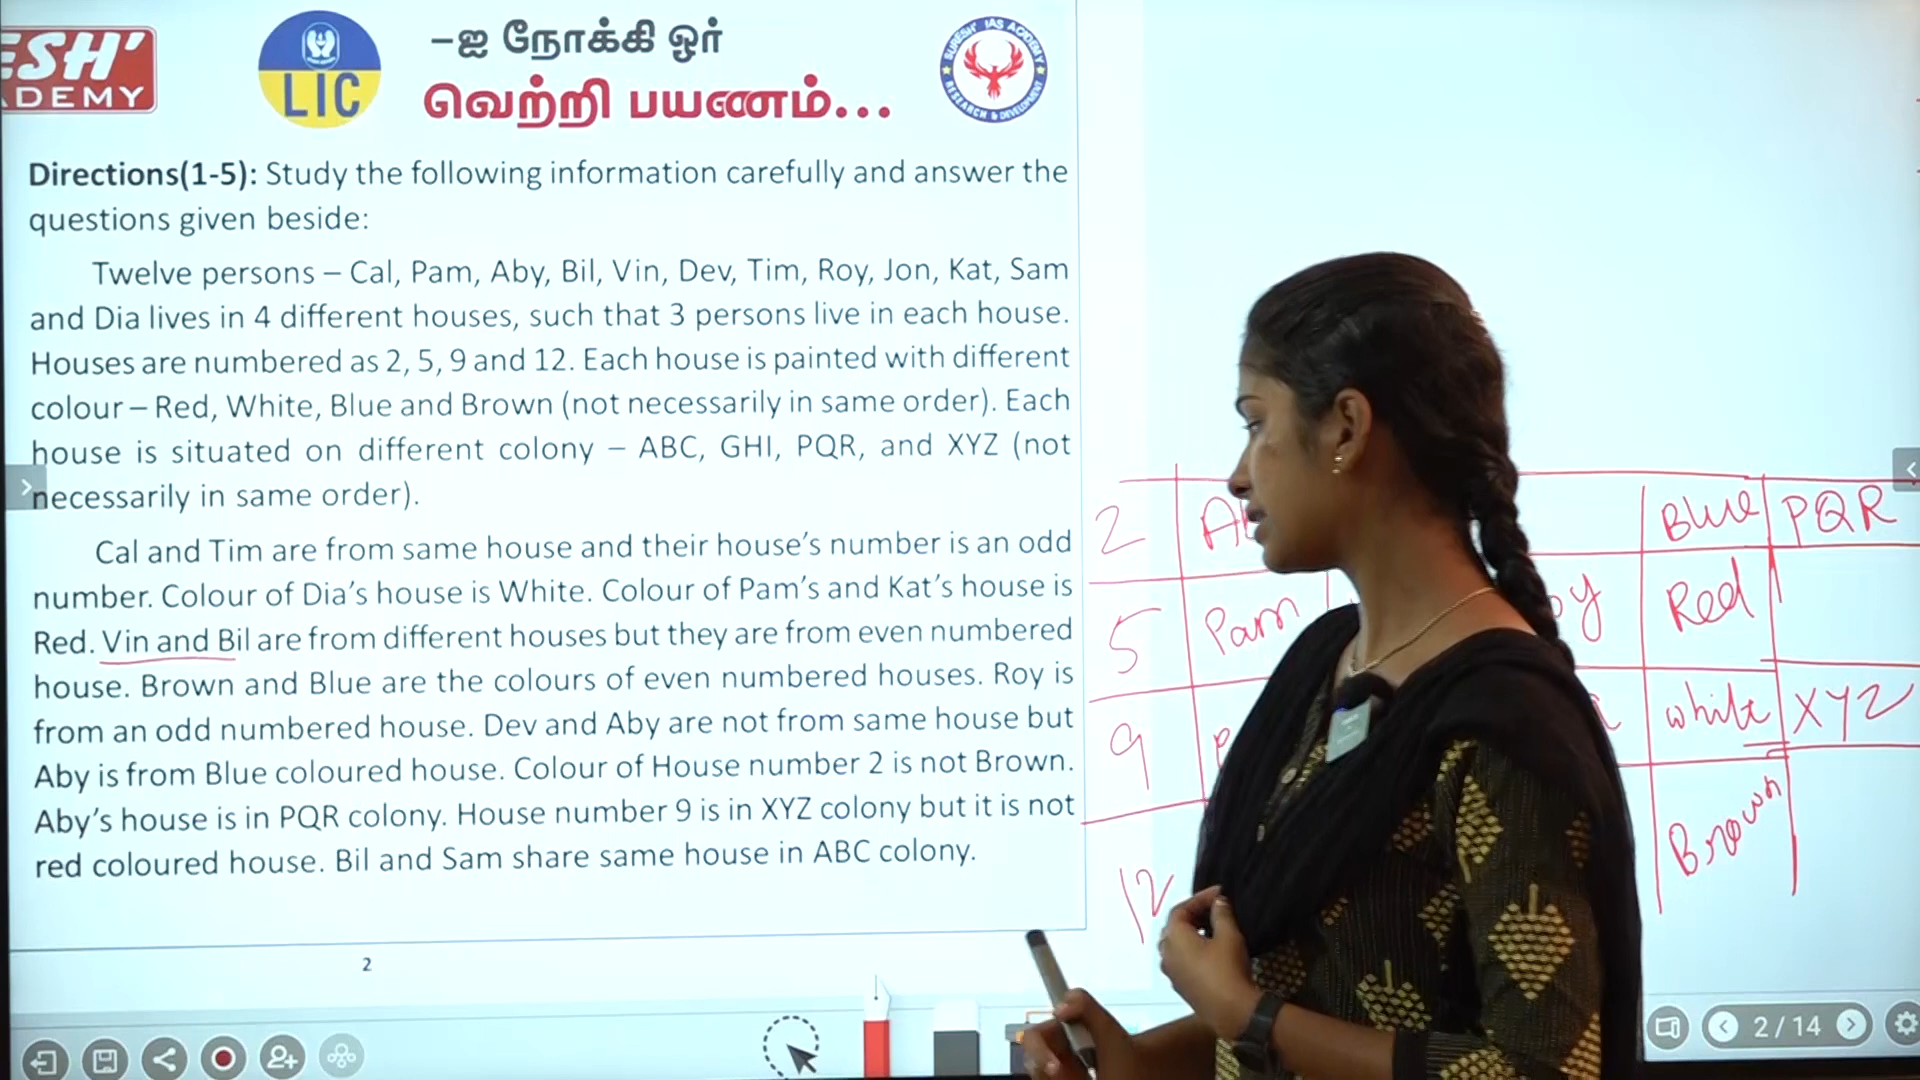 ESH'
ADEMY
LIC
–ஐ நோக்கி ஓர்
வெற்றி பயணம்...
SURESH' IAS ACADEMY
RESEARCH & DEVELOPMENT
Directions(1-5): Study the following information carefully and answer the
questions given beside:
Twelve persons – Cal, Pam, Aby, Bil, Vin, Dev, Tim, Roy, Jon, Kat, Sam
and Dia lives in 4 different houses, such that 3 persons live in each house.
Houses are numbered as 2, 5, 9 and 12. Each house is painted with different
colour – Red, White, Blue and Brown (not necessarily in same order). Each
house is situated on different colony – ABC, GHI, PQR, and XYZ (not
necessarily in same order).
Cal and Tim are from same house and their house's number is an odd
number. Colour of Dia's house is White. Colour of Pam's and Kat's house is
Red. Vin and Bil are from different houses but they are from even numbered
house. Brown and Blue are the colours of even numbered houses. Roy is
from an odd numbered house. Dev and Aby are not from same house but
Aby is from Blue coloured house. Colour of House number 2 is not Brown.
Aby's house is in PQR colony. House number 9 is in XYZ colony but it is not
red coloured house. Bil and Sam share same house in ABC colony.
2
2 Blue PQR
5 Pam Red
9 white XYZ
12 Brown
2 / 14